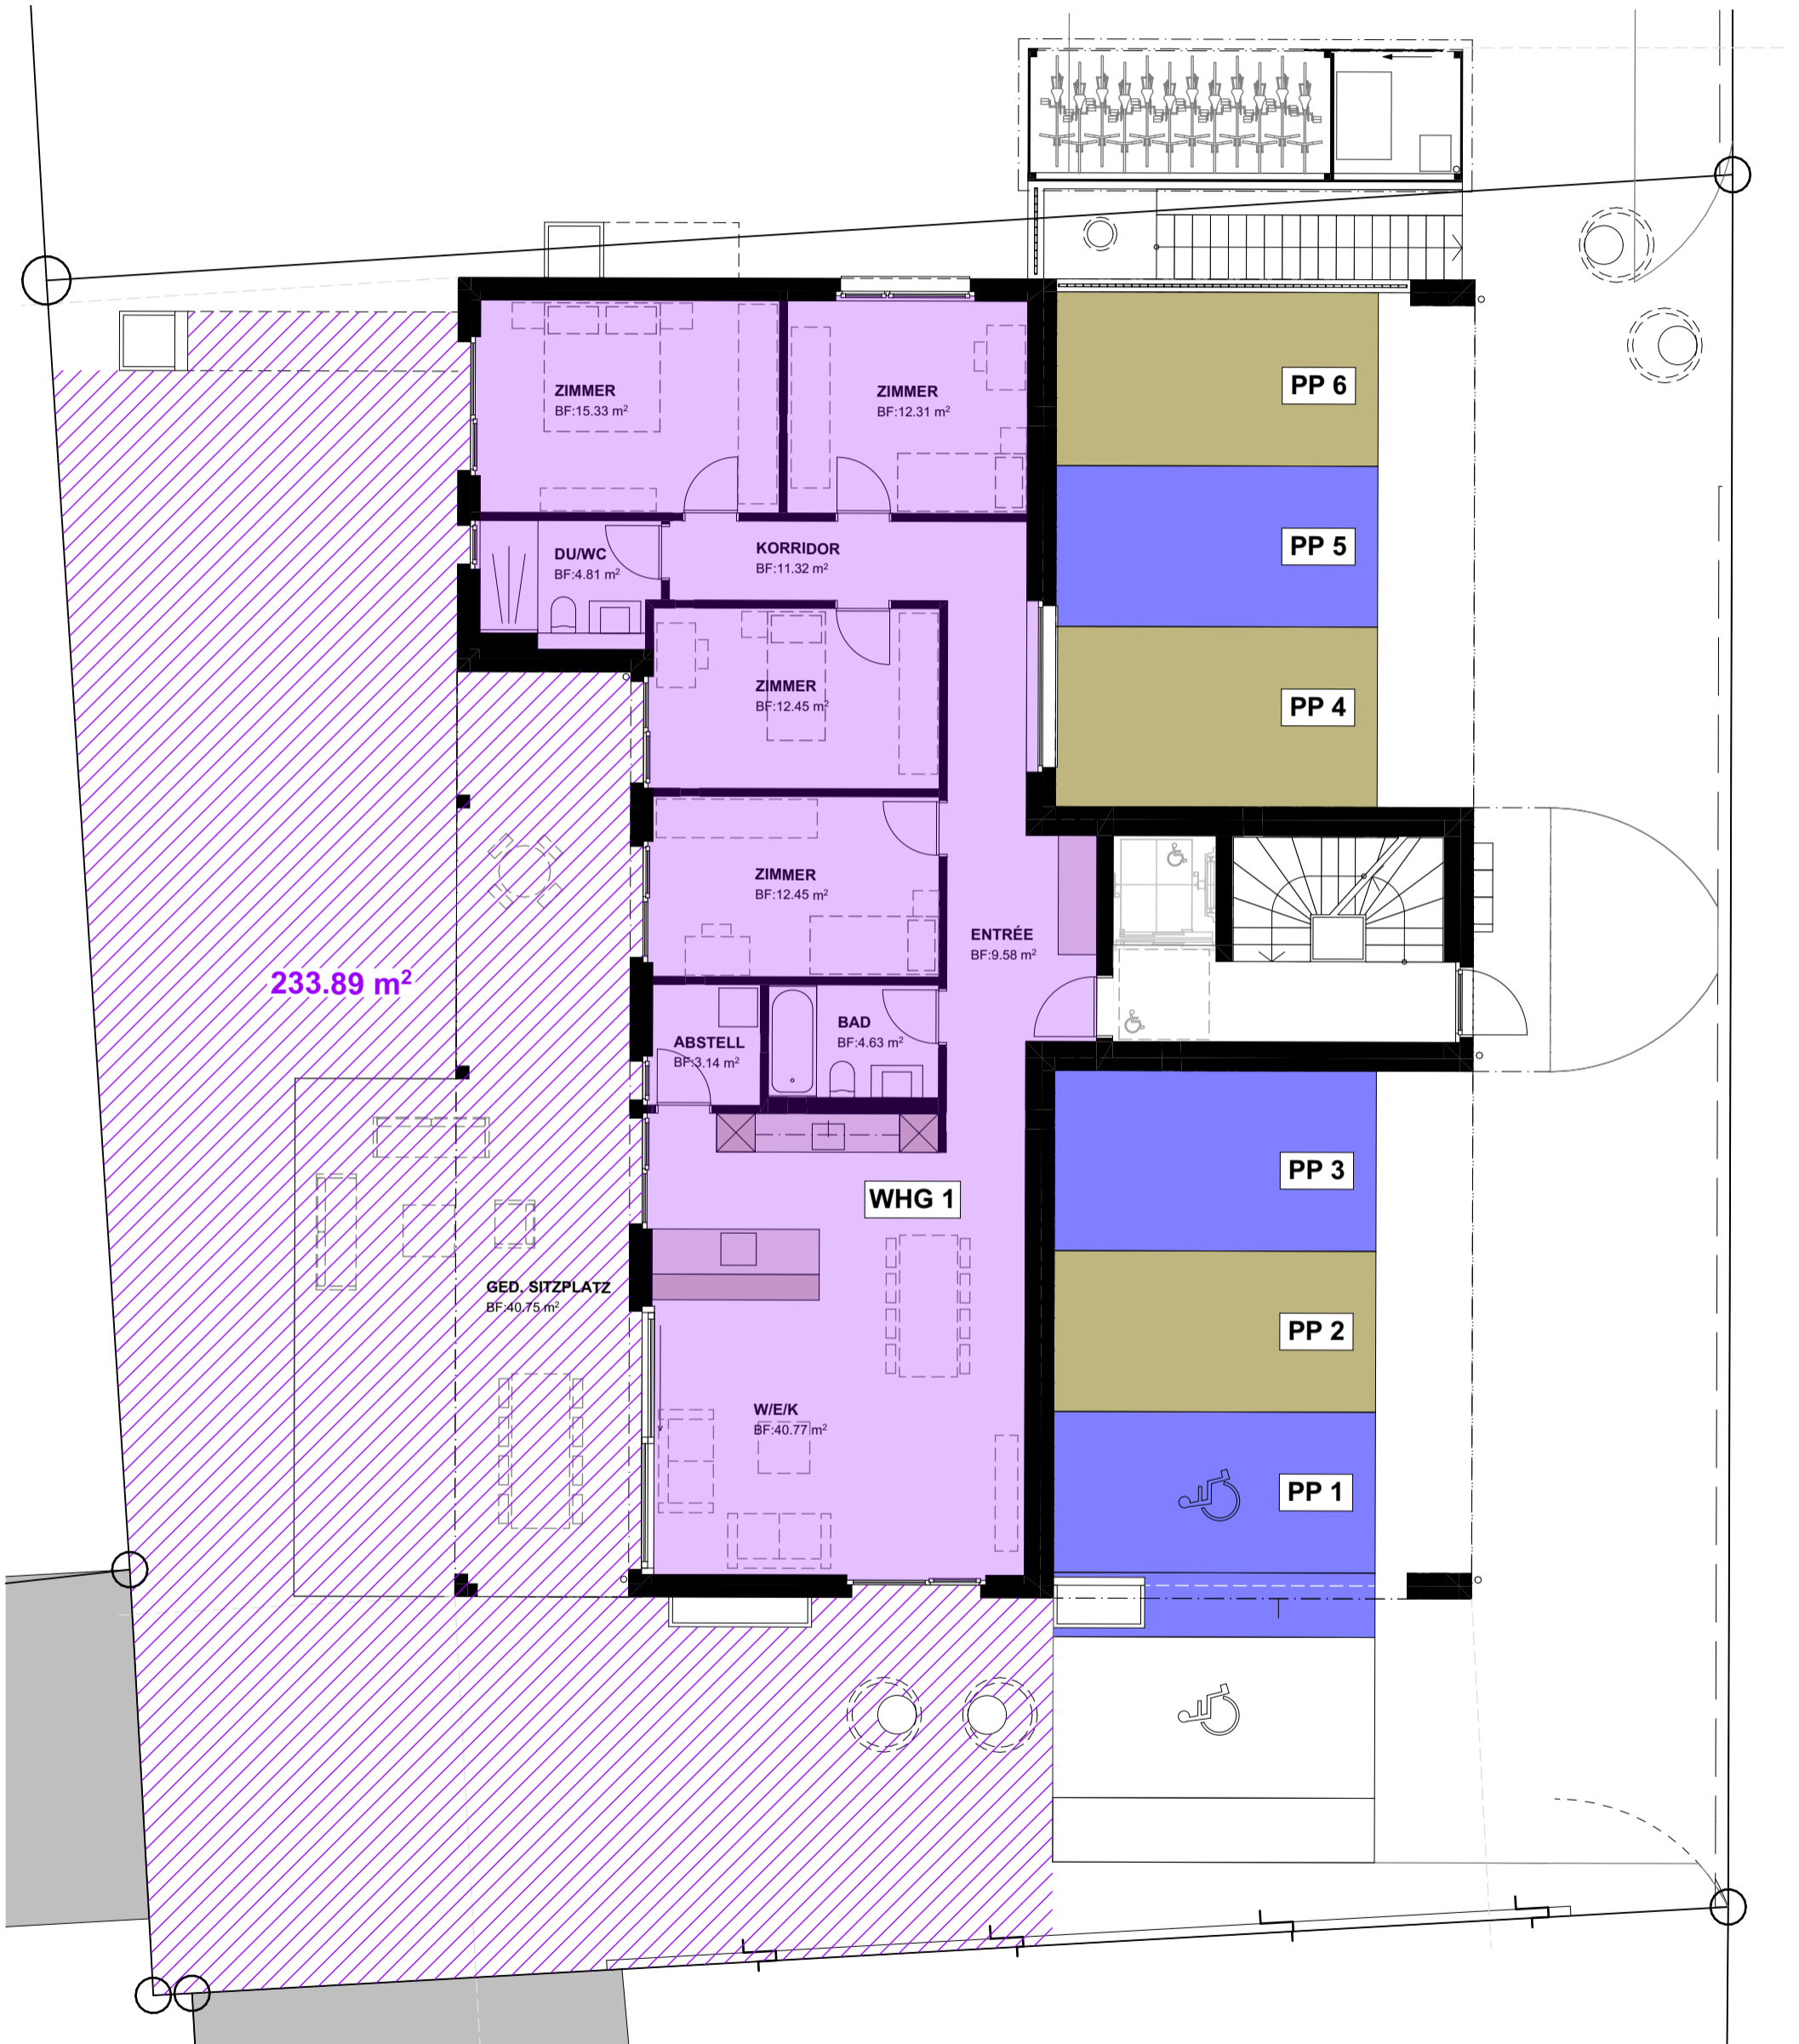 ZIMMER
BF:15.33 m²
ZIMMER
BF:12.31 m²
PP 6
DU/WC
BF:4.81 m²
KORRIDOR
BF:11.32 m²
PP 5
ZIMMER
BF:12.45 m²
PP 4
ZIMMER
BF:12.45 m²
ENTRÉE
BF:9.58 m²
233.89 m²
ABSTELL
BF:3.14 m²
BAD
BF:4.63 m²
PP 3
WHG 1
GED. SITZPLATZ
BF:40.75 m²
PP 2
W/E/K
BF:40.77 m²
PP 1